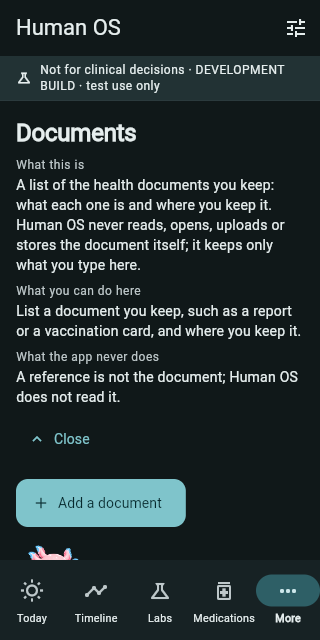 Human OS
Not for clinical decisions · DEVELOPMENT
BUILD · test use only
Documents
What this is
A list of the health documents you keep:
what each one is and where you keep it.
Human OS never reads, opens, uploads or
stores the document itself; it keeps only
what you type here.
What you can do here
List a document you keep, such as a report
or a vaccination card, and where you keep it.
What the app never does
A reference is not the document; Human OS
does not read it.
Close
Add a document
Today
Timeline
Labs
Medications
More